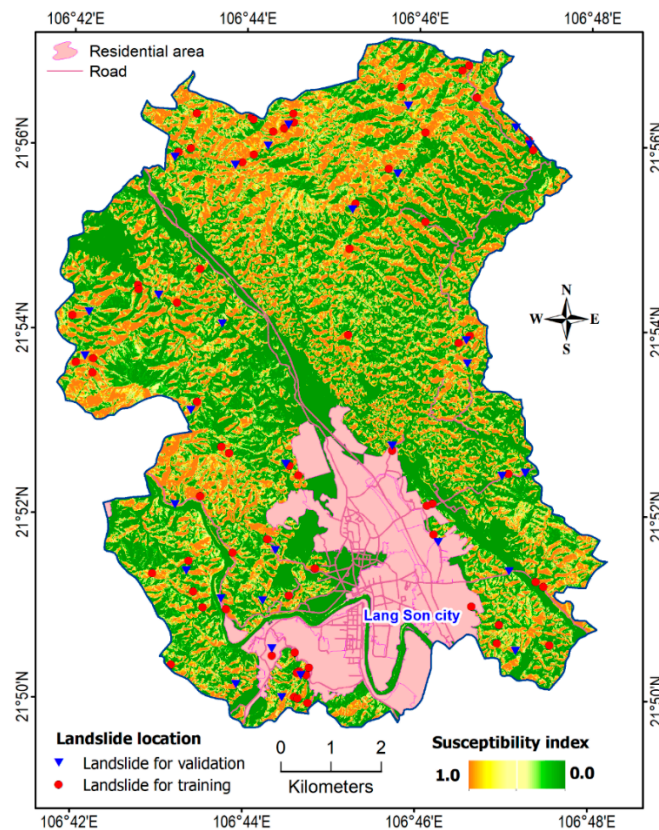 106°42'E 106°44'E 106°46'E 106°48'E
Residential area
Road
21°56'N 21°56'N
N
W E
S
21°54'N 21°54'N
21°52'N 21°52'N
Lang Son city
21°50'N 21°50'N
Landslide location
Landslide for validation
Landslide for training
0 1 2
Kilometers
Susceptibility index
1.0 0.0
106°42'E 106°44'E 106°46'E 106°48'E